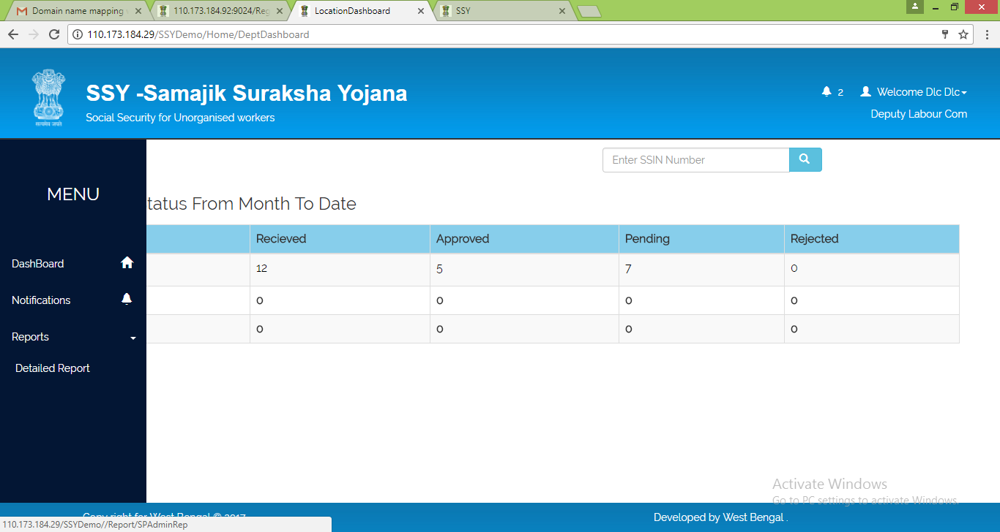 Domain name mapping
110.173.184.92:9024/Reg
LocationDashboard
SSY
110.173.184.29/SSYDemo/Home/DeptDashboard
SSY -Samajik Suraksha Yojana
Social Security for Unorganised workers
सत्यमेव जयते
2 Welcome Dlc Dlc
Deputy Labour Com
Enter SSIN Number
MENU
DashBoard
Notifications
Reports
Detailed Report
tatus From Month To Date
Recieved Approved Pending Rejected
12 5 7 0
0 0 0 0
0 0 0 0
Activate Windows
Go to PC settings to activate Windows.
Copy right for West Bengal © 2017
Developed by West Bengal .
110.173.184.29/SSYDemo//Report/SPAdminRep